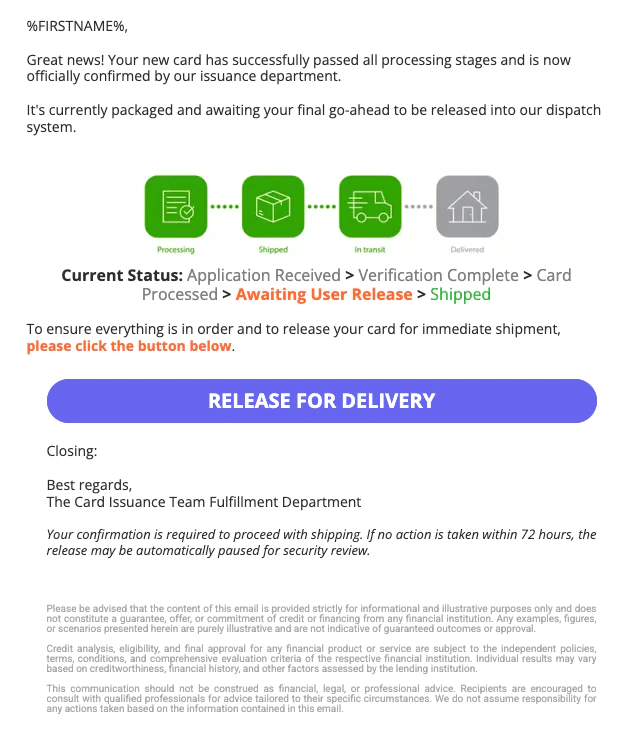 %FIRSTNAME%,
Great news! Your new card has successfully passed all processing stages and is now
officially confirmed by our issuance department.
It's currently packaged and awaiting your final go-ahead to be released into our dispatch
system.
Processing Shipped In transit Delivered
Current Status: Application Received > Verification Complete > Card
Processed > Awaiting User Release > Shipped
To ensure everything is in order and to release your card for immediate shipment,
please click the button below.
RELEASE FOR DELIVERY
Closing:
Best regards,
The Card Issuance Team Fulfillment Department
Your confirmation is required to proceed with shipping. If no action is taken within 72 hours, the
release may be automatically paused for security review.
Please be advised that the content of this email is provided strictly for informational and illustrative purposes only and does
not constitute a guarantee, offer, or commitment of credit or financing from any financial institution. Any examples, figures,
or scenarios presented herein are purely illustrative and are not indicative of guaranteed outcomes or approval.
Credit analysis, eligibility, and final approval for any financial product or service are subject to the independent policies,
terms, conditions, and comprehensive evaluation criteria of the respective financial institution. Individual results may vary
based on creditworthiness, financial history, and other factors assessed by the lending institution.
This communication should not be construed as financial, legal, or professional advice. Recipients are encouraged to
consult with qualified professionals for advice tailored to their specific circumstances. We do not assume responsibility for
any actions taken based on the information contained in this email.